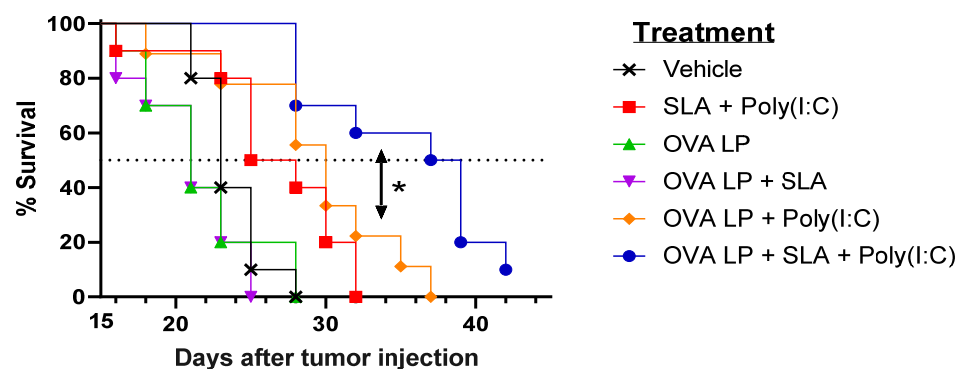 % Survival
100
80
60
40
20
0
15
20
30
40
Days after tumor injection
*
Treatment
Vehicle
SLA + Poly(I:C)
OVA LP
OVA LP + SLA
OVA LP + Poly(I:C)
OVA LP + SLA + Poly(I:C)